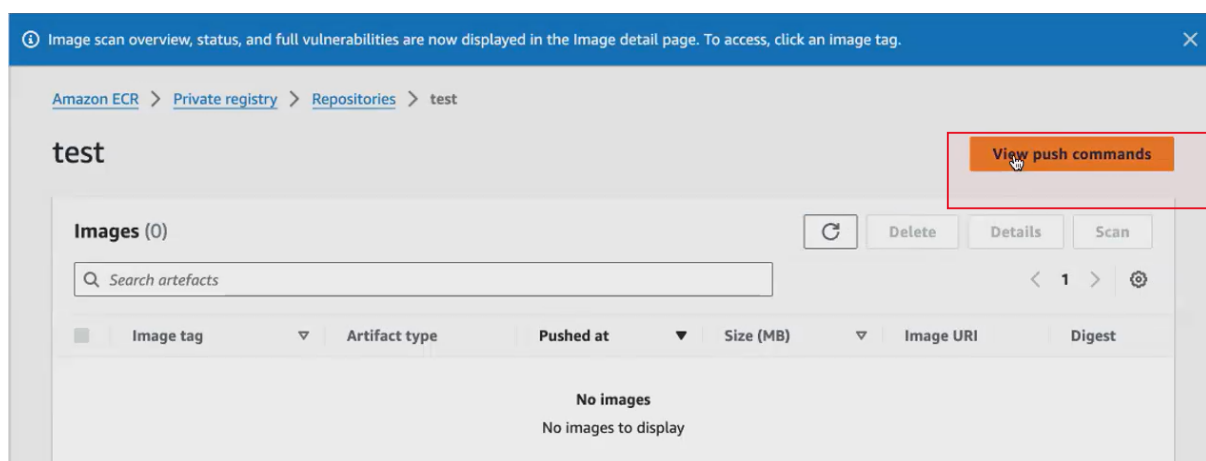 Image scan overview, status, and full vulnerabilities are now displayed in the Image detail page. To access, click an image tag.
Amazon ECR > Private registry > Repositories > test
test
View push commands
Images (0)
Delete Details Scan
Search artefacts
1
Image tag Artifact type Pushed at Size (MB) Image URI Digest
No images
No images to display